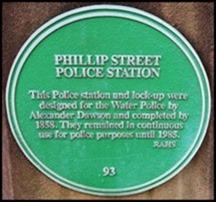 PHILLIP STREET
POLICE STATION
This Police station and lock-up were
designed for the Water Police by
Alexander Dawson and completed by
1858. They remained in continuous
use for police purposes until 1985.
RAHS
93